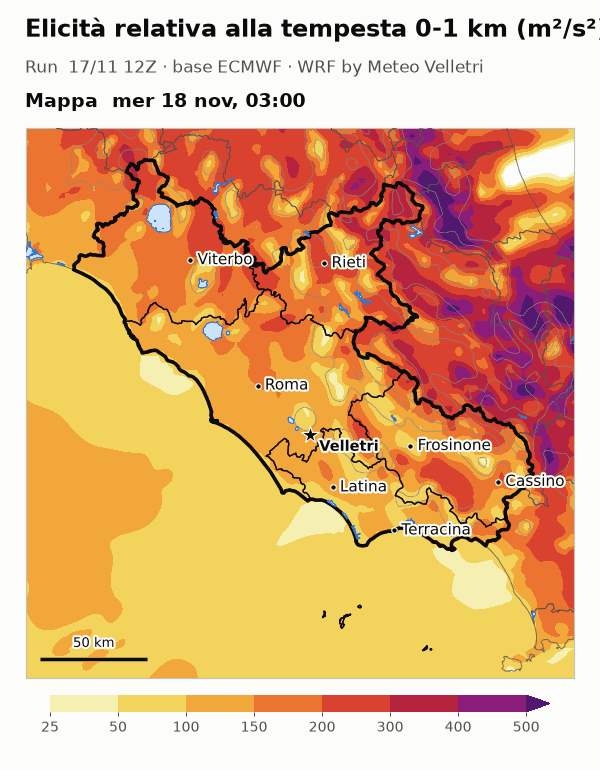 Elicità relativa alla tempesta 0-1 km (m²/s²)
Run  17/11 12Z · base ECMWF · WRF by Meteo Velletri
Mappa  mer 18 nov, 03:00
Viterbo
Rieti
Roma
Velletri
Frosinone
Cassino
Latina
Terracina
50 km
25 50 100 150 200 300 400 500